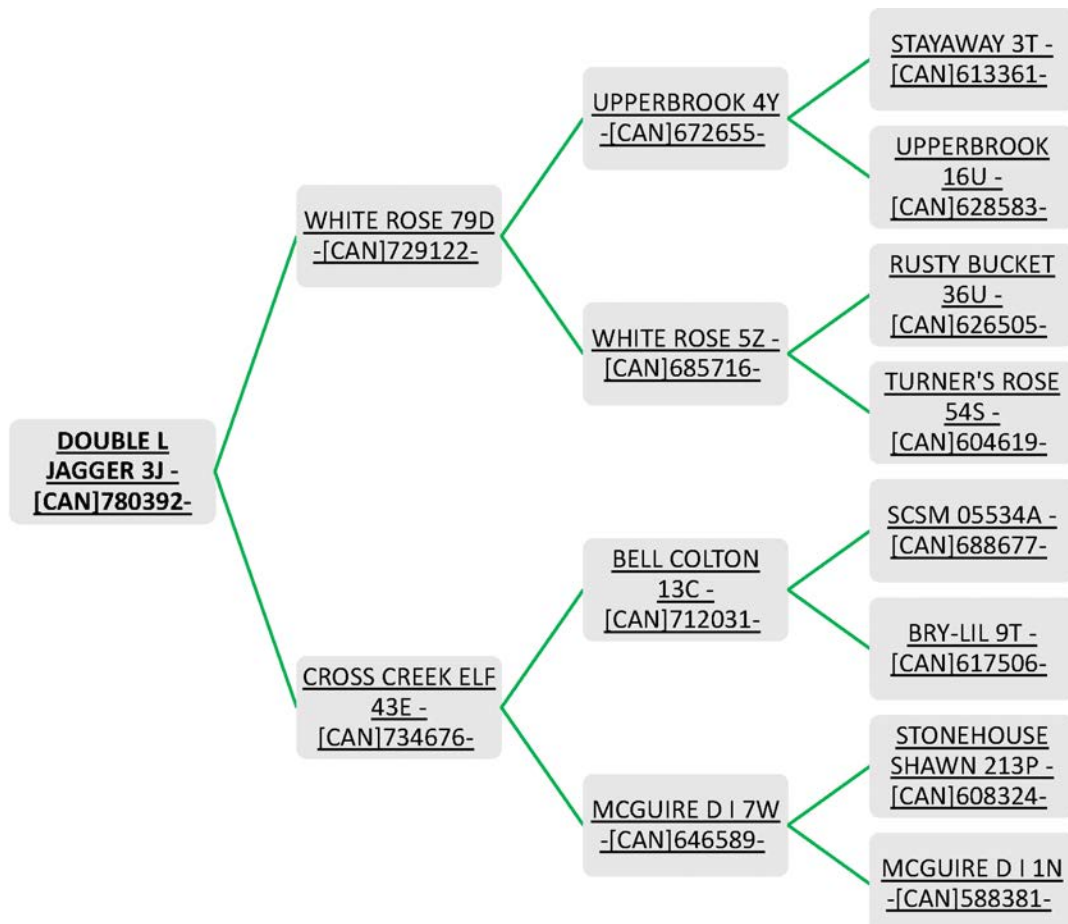 DOUBLE L
JAGGER 3J -
[CAN]780392-
WHITE ROSE 79D
-[CAN]729122-
CROSS CREEK ELF
43E -
[CAN]734676-
UPPERBROOK 4Y
-[CAN]672655-
WHITE ROSE 5Z -
[CAN]685716-
BELL COLTON
13C -
[CAN]712031-
MCGUIRE D I 7W
-[CAN]646589-
STAYAWAY 3T -
[CAN]613361-
UPPERBROOK
16U -
[CAN]628583-
RUSTY BUCKET
36U -
[CAN]626505-
TURNER'S ROSE
54S -
[CAN]604619-
SCSM 05534A -
[CAN]688677-
BRY-LIL 9T -
[CAN]617506-
STONEHOUSE
SHAWN 213P -
[CAN]608324-
MCGUIRE D I 1N
-[CAN]588381-